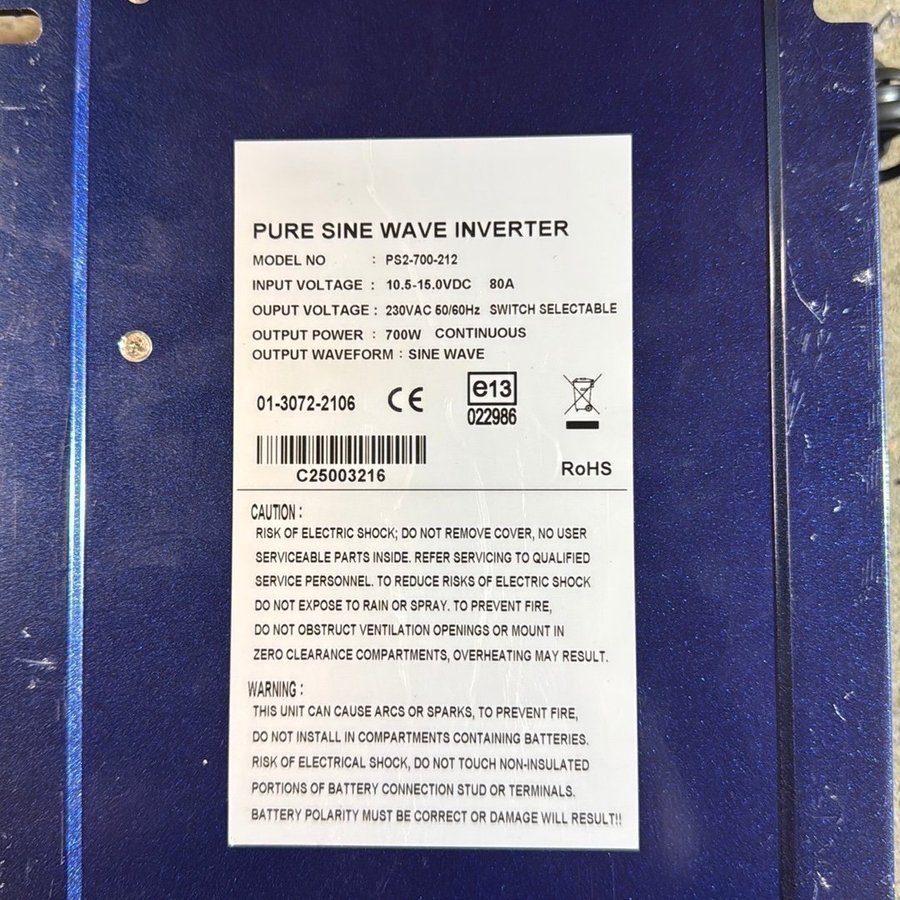 PURE SINE WAVE INVERTER
MODEL NO : PS2-700-212
INPUT VOLTAGE : 10.5-15.0VDC 80A
OUPUT VOLTAGE : 230VAC 50/60Hz SWITCH SELECTABLE
OUTPUT POWER : 700W CONTINUOUS
OUTPUT WAVEFORM : SINE WAVE
01-3072-2106 CE e13
022986
C25003216 RoHS
CAUTION :
RISK OF ELECTRIC SHOCK; DO NOT REMOVE COVER, NO USER
SERVICEABLE PARTS INSIDE. REFER SERVICING TO QUALIFIED
SERVICE PERSONNEL. TO REDUCE RISKS OF ELECTRIC SHOCK
DO NOT EXPOSE TO RAIN OR SPRAY. TO PREVENT FIRE,
DO NOT OBSTRUCT VENTILATION OPENINGS OR MOUNT IN
ZERO CLEARANCE COMPARTMENTS, OVERHEATING MAY RESULT.
WARNING :
THIS UNIT CAN CAUSE ARCS OR SPARKS, TO PREVENT FIRE,
DO NOT INSTALL IN COMPARTMENTS CONTAINING BATTERIES.
RISK OF ELECTRICAL SHOCK, DO NOT TOUCH NON-INSULATED
PORTIONS OF BATTERY CONNECTION STUD OR TERMINALS.
BATTERY POLARITY MUST BE CORRECT OR DAMAGE WILL RESULT!!